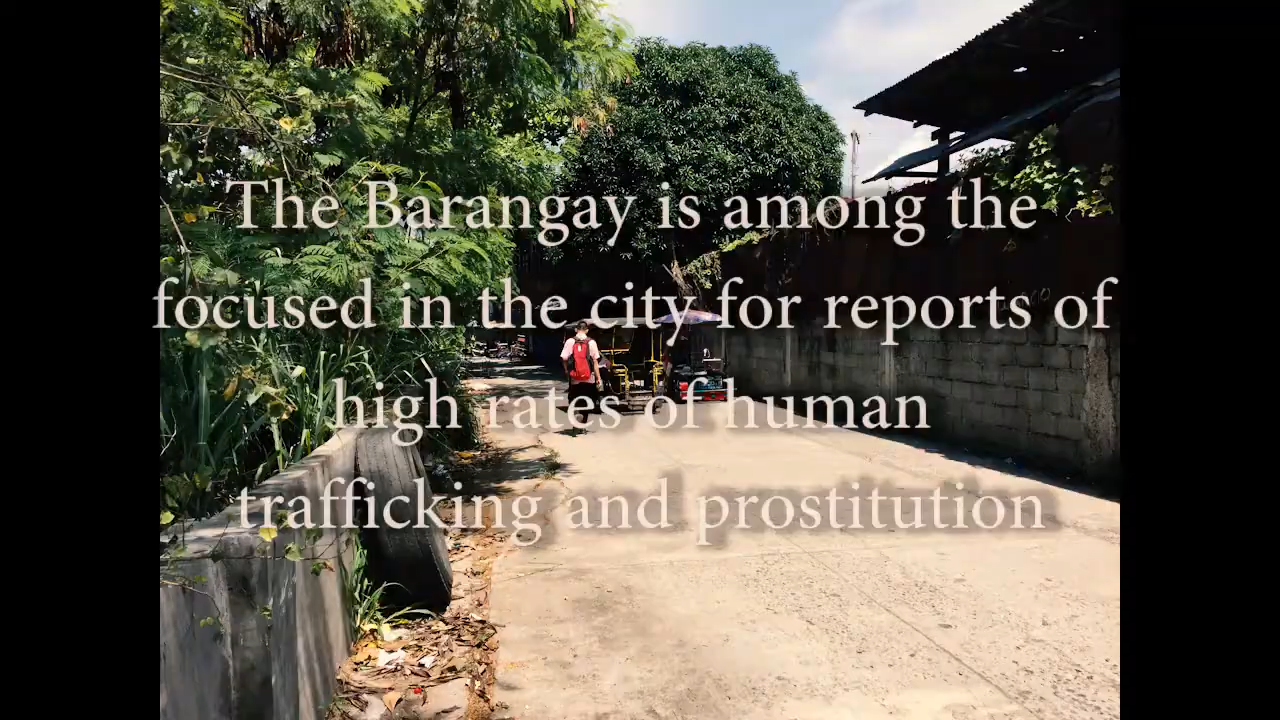 The Barangay is among the
focused in the city for reports of
high rates of human
trafficking and prostitution